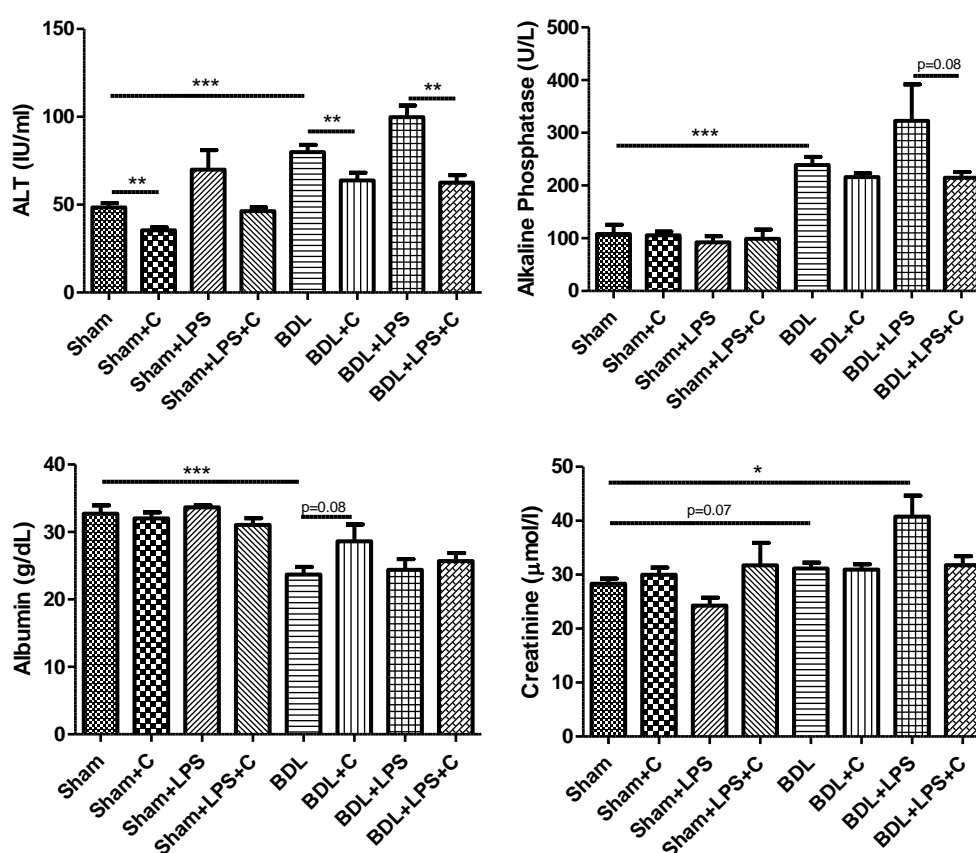 ALT (IU/ml)
150
100
50
0
***
**
**
**
Sham
Sham+C
Sham+LPS
Sham+LPS+C
BDL
BDL+C
BDL+LPS
BDL+LPS+C
Alkaline Phosphatase (U/L)
500
400
300
200
100
0
***
p=0.08
Sham
Sham+C
Sham+LPS
Sham+LPS+C
BDL
BDL+C
BDL+LPS
BDL+LPS+C
Albumin (g/dL)
40
30
20
10
0
***
p=0.08
Sham
Sham+C
Sham+LPS
Sham+LPS+C
BDL
BDL+C
BDL+LPS
BDL+LPS+C
Creatinine (µmol/l)
50
40
30
20
10
0
*
p=0.07
Sham
Sham+C
Sham+LPS
Sham+LPS+C
BDL
BDL+C
BDL+LPS
BDL+LPS+C